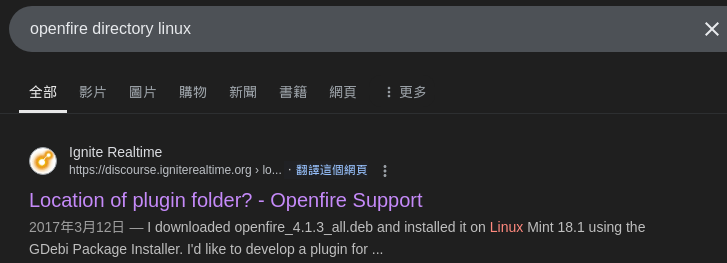 openfire directory linux
全部 影片 圖片 購物 新聞 書籍 網頁 更多
Ignite Realtime
https://discourse.igniterealtime.org › lo... · 翻譯這個網頁
Location of plugin folder? - Openfire Support
2017年3月12日 — I downloaded openfire_4.1.3_all.deb and installed it on Linux Mint 18.1 using the
GDebi Package Installer. I'd like to develop a plugin for ...